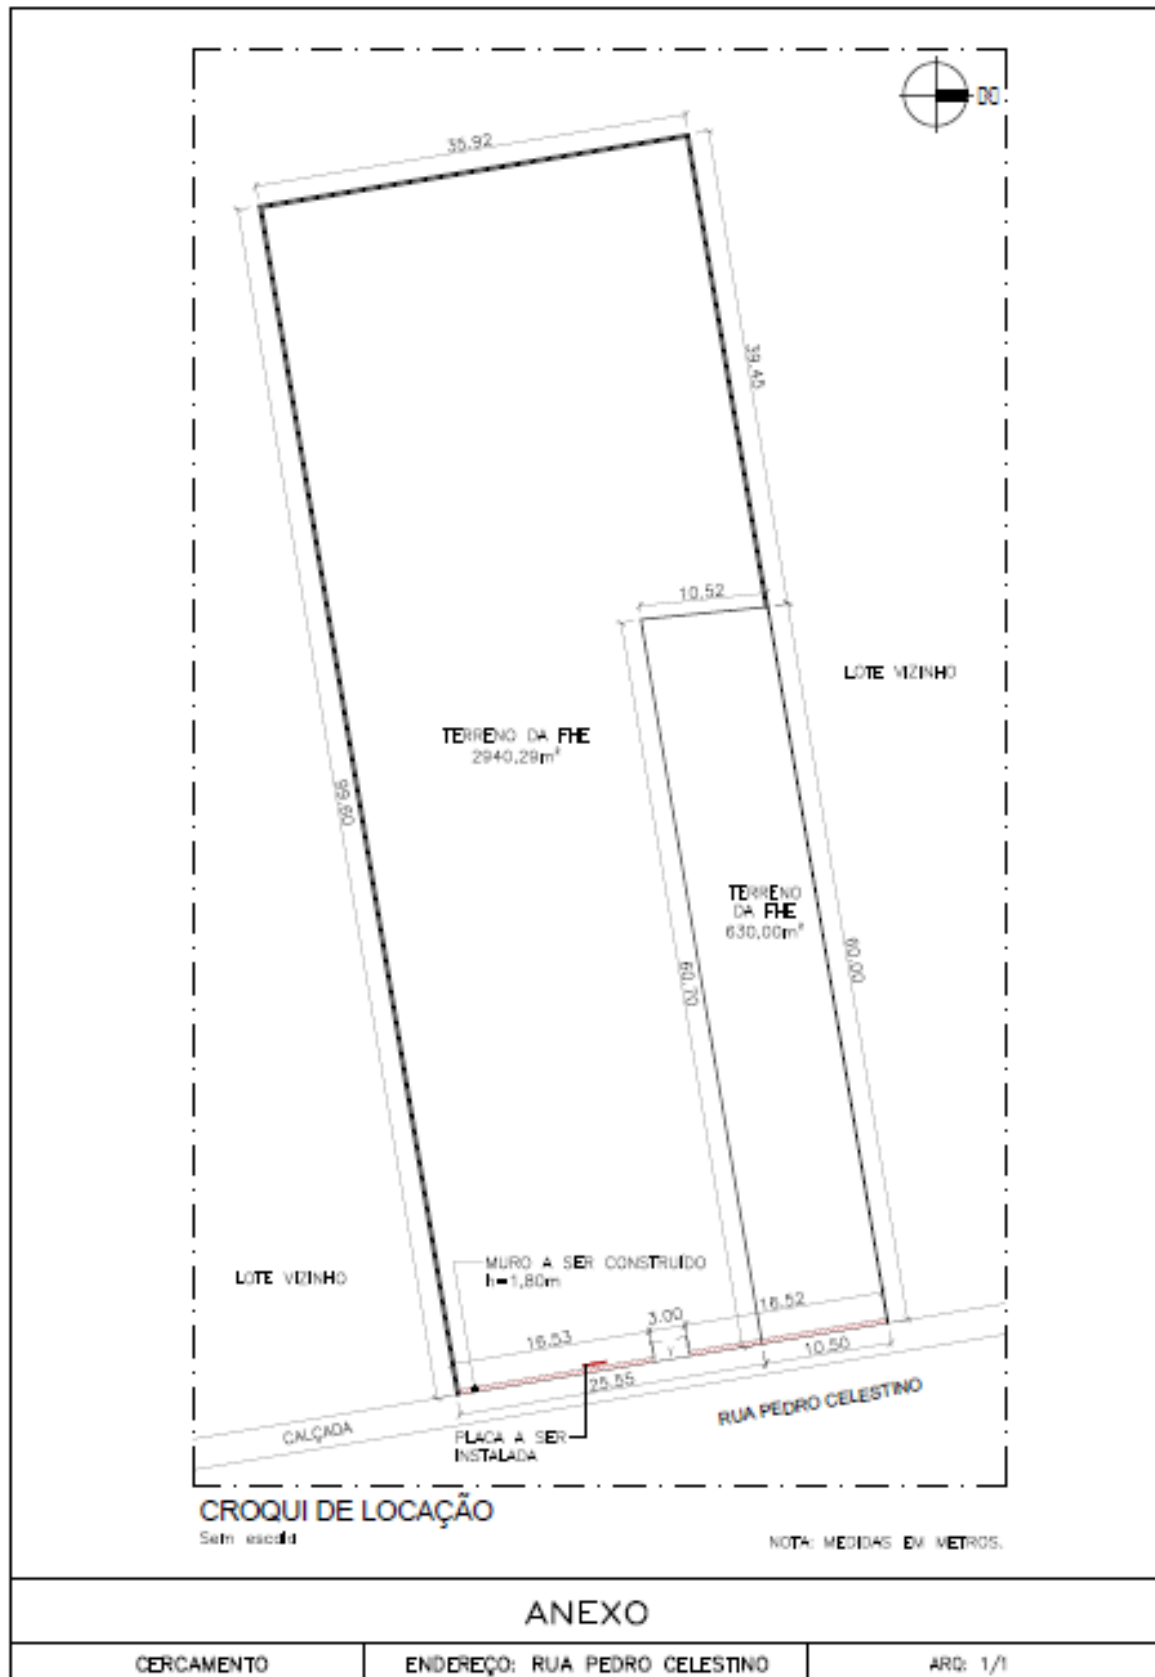 35.92
39.45
10.52
LOTE VIZINHO
TERRENO DA FHE
2940,29m²
99.60
TERRENO
DA FHE
630,00m²
60.00
60.70
MURO A SER CONSTRUÍDO
h=1,80m
LOTE VIZINHO
16.52
3.00
16.53
10.50
25.55
RUA PEDRO CELESTINO
CALÇADA
PLACA A SER
INSTALADA
CROQUI DE LOCAÇÃO
Sem escala
NOTA: MEDIDAS EM METROS.
ANEXO
CERCAMENTO
ENDEREÇO: RUA PEDRO CELESTINO
ARQ: 1/1